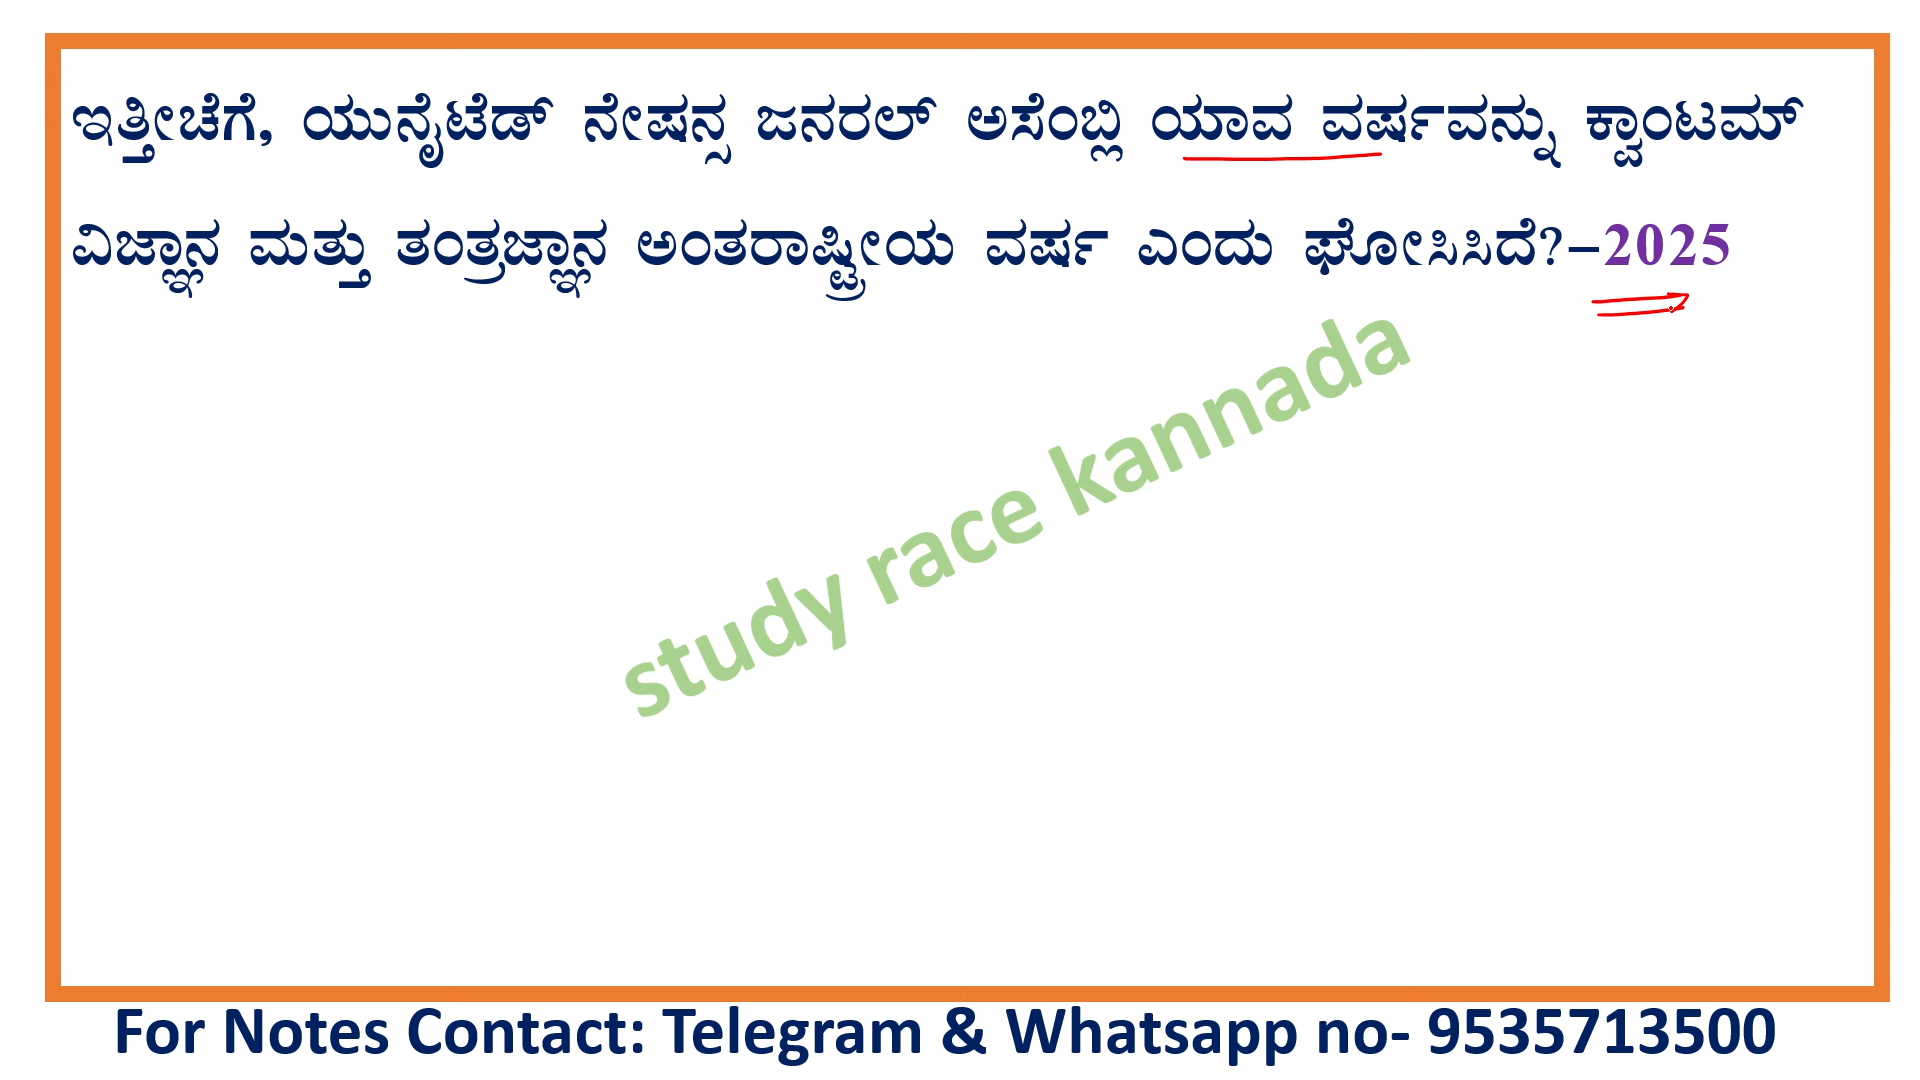 ಇತ್ತೀಚೆಗೆ, ಯುನೈಟೆಡ್ ನೇಷನ್ಸ ಜನರಲ್ ಅಸೆಂಬ್ಲಿ ಯಾವ ವರ್ಷವನ್ನು ಕ್ವಾಂಟಮ್
ವಿಜ್ಞಾನ ಮತ್ತು ತಂತ್ರಜ್ಞಾನ ಅಂತರಾಷ್ಟ್ರೀಯ ವರ್ಷ ಎಂದು ಘೋಸಿಸಿದೆ?–2025
study race kannada
For Notes Contact: Telegram & Whatsapp no- 9535713500